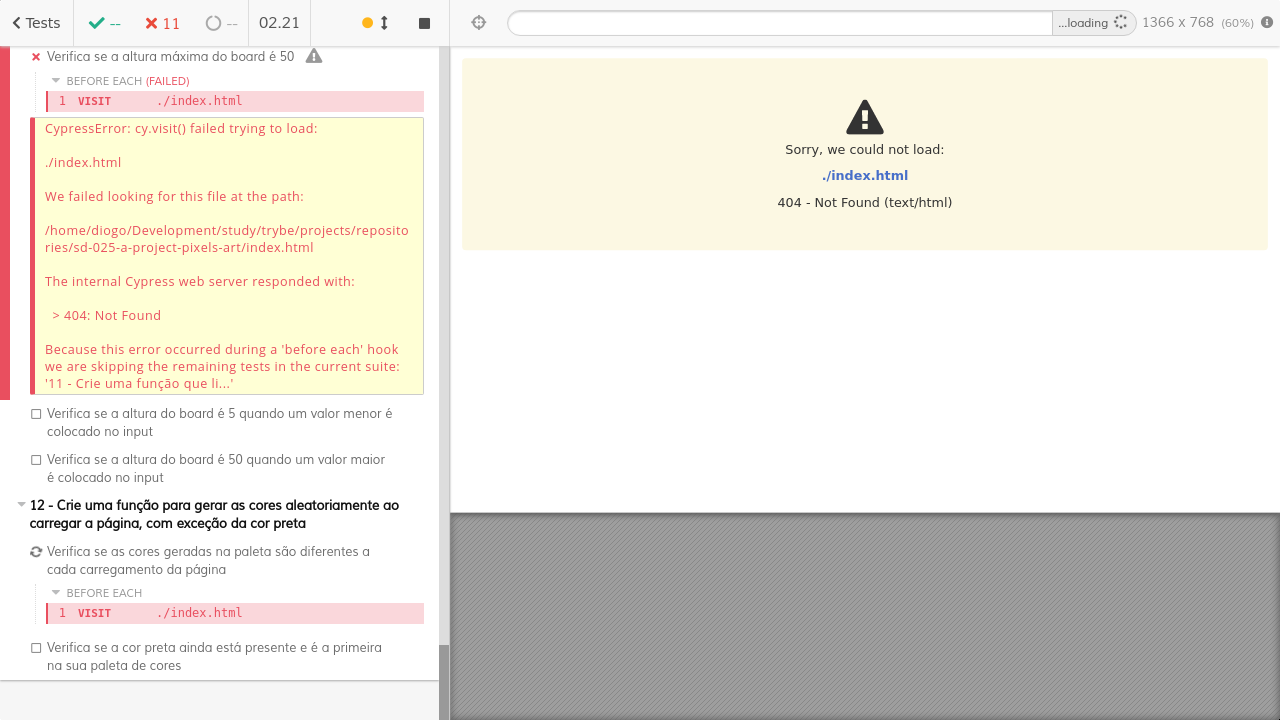 Tests -- 11 -- 02.21
...loading 1366 x 768 (60%)
Verifica se a altura máxima do board é 50
BEFORE EACH (FAILED)
1 VISIT ./index.html
CypressError: cy.visit() failed trying to load:
./index.html
We failed looking for this file at the path:
/home/diogo/Development/study/trybe/projects/reposito
ries/sd-025-a-project-pixels-art/index.html
The internal Cypress web server responded with:
> 404: Not Found
Because this error occurred during a 'before each' hook
we are skipping the remaining tests in the current suite:
'11 - Crie uma função que li...'
Verifica se a altura do board é 5 quando um valor menor é
colocado no input
Verifica se a altura do board é 50 quando um valor maior
é colocado no input
12 - Crie uma função para gerar as cores aleatoriamente ao
carregar a página, com exceção da cor preta
Verifica se as cores geradas na paleta são diferentes a
cada carregamento da página
BEFORE EACH
1 VISIT ./index.html
Verifica se a cor preta ainda está presente e é a primeira
na sua paleta de cores
Sorry, we could not load:
./index.html
404 - Not Found (text/html)